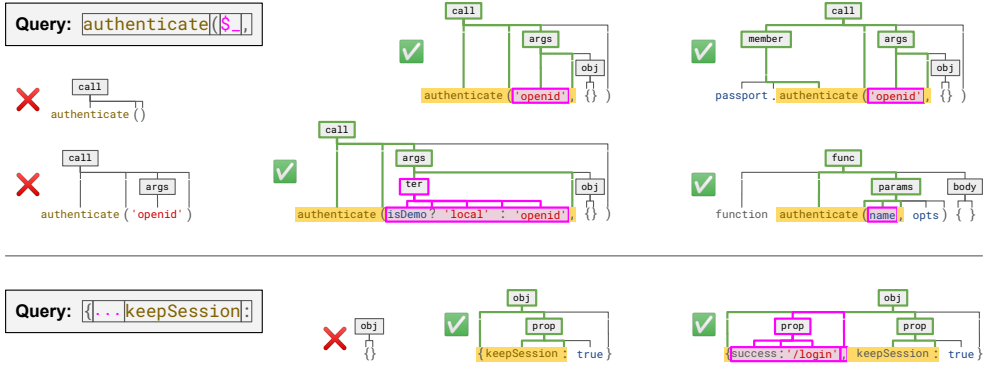 Query: authenticate($_,
call
args
obj
authenticate('openid', {} )
call
member
args
obj
passport.authenticate('openid', {} )
call
authenticate()
call
args
authenticate('openid')
call
args
ter
obj
authenticate(isDemo? 'local' : 'openid', {} )
func
params
body
function authenticate(name, opts) { }
Query: {...keepSession:
obj
{}
obj
prop
{keepSession: true}
obj
prop
prop
{success:'/login', keepSession: true}